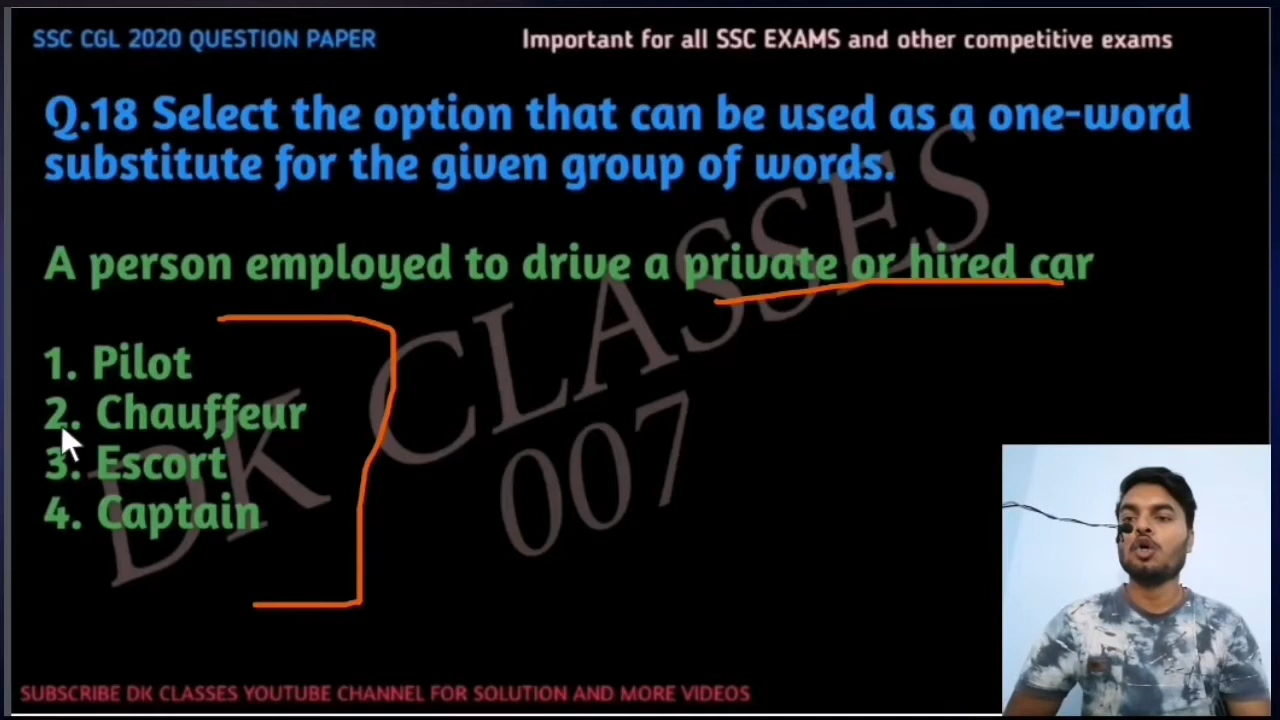 SSC CGL 2020 QUESTION PAPER
Important for all SSC EXAMS and other competitive exams
Q.18 Select the option that can be used as a one-word
substitute for the given group of words.
A person employed to drive a private or hired car
1. Pilot
2. Chauffeur
3. Escort
4. Captain
DK CLASSES
007
SUBSCRIBE DK CLASSES YOUTUBE CHANNEL FOR SOLUTION AND MORE VIDEOS